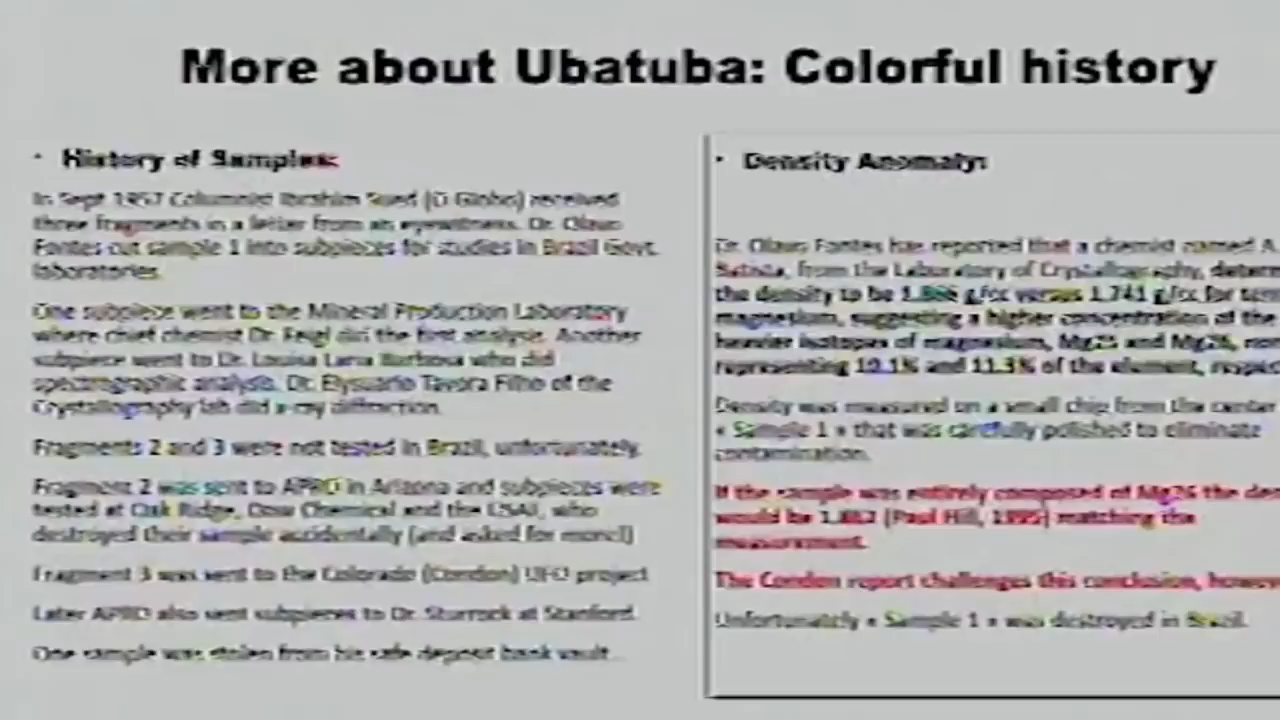 More about Ubatuba: Colorful history
• History of Samples:
In Sept 1957 Columnist Ibrahim Sued (O Globo) received
three fragments in a letter from an eyewitness. Dr. Olavo
Fontes cut sample 1 into subpieces for studies in Brazil Govt.
laboratories.
One subpiece went to the Mineral Production Laboratory
where chief chemist Dr. Feigl did the first analysis. Another
subpiece went to Dr. Louisa Barbosa who did
spectrographic analysis. Dr. Elysiario Tavora Filho of the
Crystallography lab did x-ray diffraction.
Fragments 2 and 3 were not tested in Brazil, unfortunately.
Fragment 2 was sent to APRO in Arizona and subpieces were
tested at Oak Ridge, Dow Chemical and the USAF, who
destroyed their sample accidentally (and asked for more!)
Fragment 3 was sent to the Colorado (Condon) UFO project
Later APRO also sent subpieces to Dr. Sturrock at Stanford.
One sample was stolen from his safe deposit bank vault...
• Density Anomaly:
Dr. Olavo Fontes has reported that a chemist named A
Batista, from the Laboratory of Crystallography, determ
the density to be 1.866 g/cc versus 1.741 g/cc for terr
magnesium, suggesting a higher concentration of the
heavier isotopes of magnesium, Mg25 and Mg26, nor
representing 10.1% and 11.3% of the element, respec
Density was measured on a small chip from the center
« Sample 1 » that was carefully polished to eliminate
contamination.
If the sample was entirely composed of Mg26 the de
would be (Paul Hill, 1995) matching the
measurement.
The Condon report challenges this conclusion, howev
Unfortunately « Sample 1 » was destroyed in Brazil.